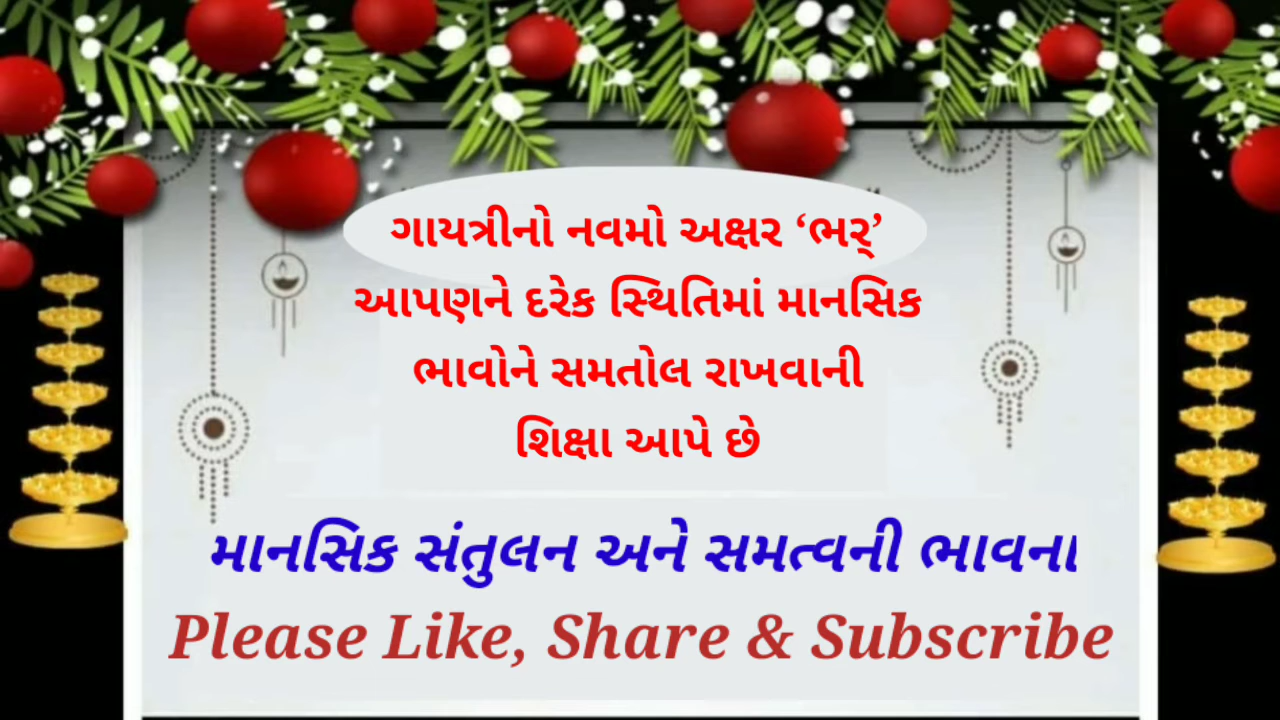 ગાયત્રીનો નવમો અક્ષર ‘ભર્’
આપણને દરેક સ્થિતિમાં માનસિક
ભાવોને સમતોલ રાખવાની
શિક્ષા આપે છે
માનસિક સંતુલન અને સમત્વની ભાવના
Please Like, Share & Subscribe